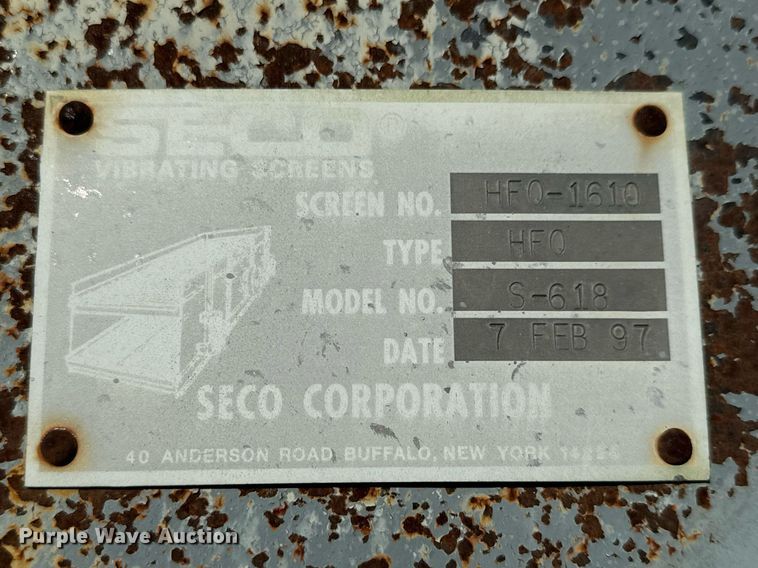 SECO®
VIBRATING SCREENS
SCREEN NO. HFO-1610
TYPE HFO
MODEL NO. S-618
DATE 7 FEB 97
SECO CORPORATION
40 ANDERSON ROAD BUFFALO, NEW YORK
Purple Wave Auction